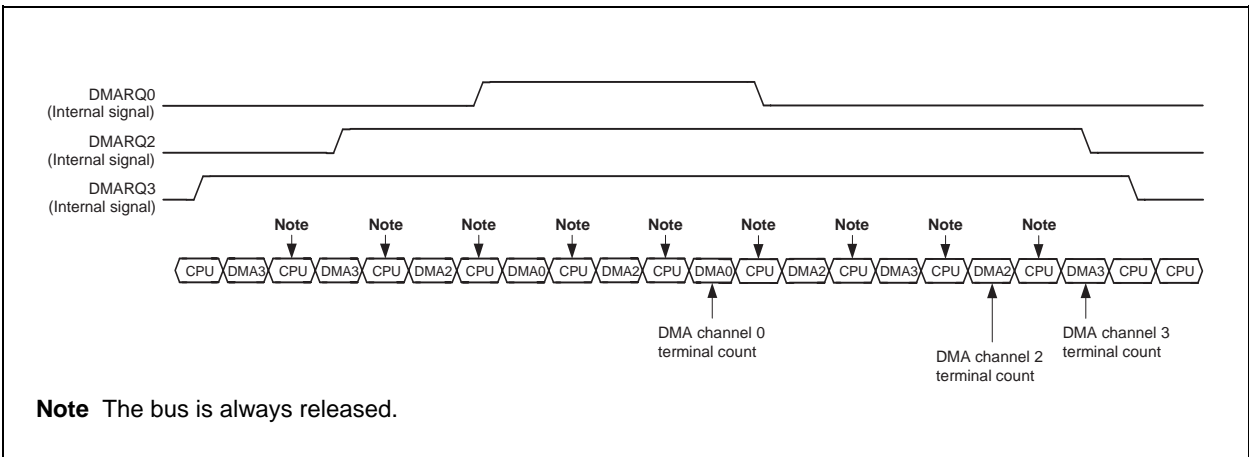 DMARQ0
(Internal signal)
DMARQ2
(Internal signal)
DMARQ3
(Internal signal)
Note Note Note Note Note Note Note Note Note
CPU DMA3 CPU DMA3 CPU DMA2 CPU DMA0 CPU DMA2 CPU DMA0 CPU DMA2 CPU DMA3 CPU DMA2 CPU DMA3 CPU CPU
DMA channel 0
terminal count
DMA channel 2
terminal count
DMA channel 3
terminal count
Note The bus is always released.